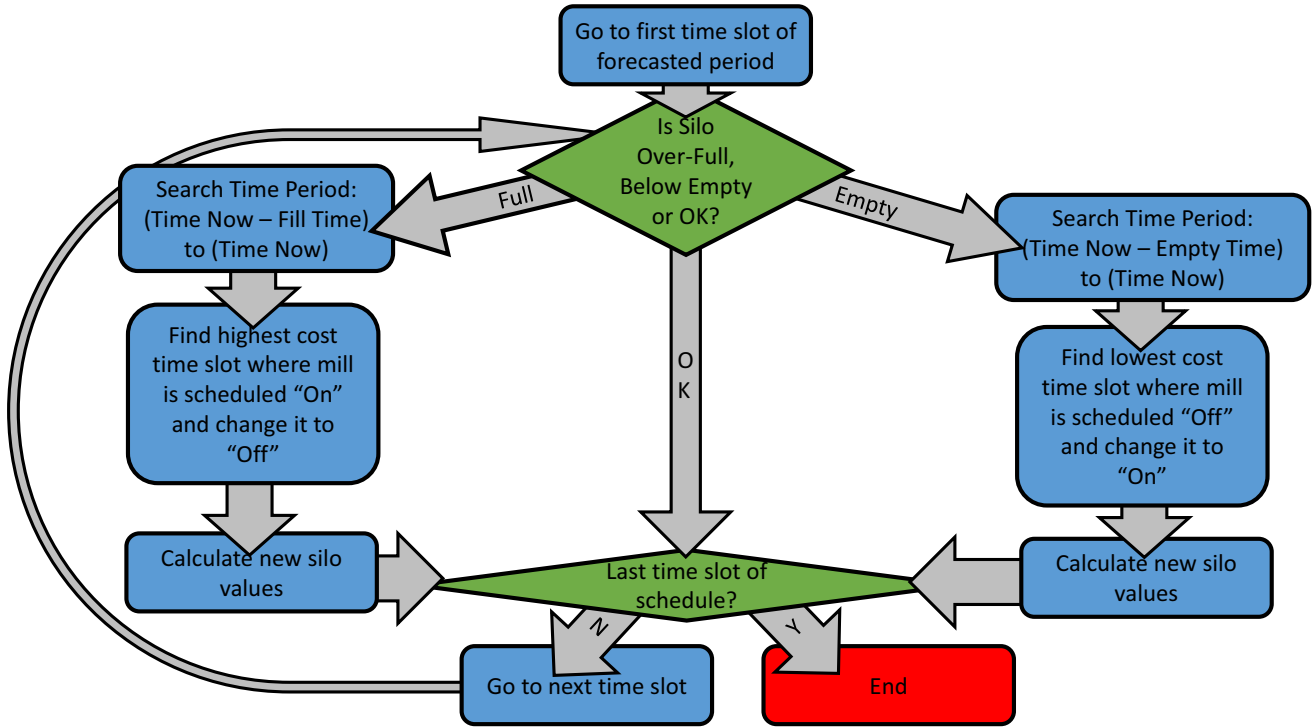 Go to first time slot of
forecasted period
Is Silo
Over-Full,
Below Empty
or OK?
Full
Empty
Search Time Period:
(Time Now – Fill Time)
to (Time Now)
Search Time Period:
(Time Now – Empty Time)
to (Time Now)
Find highest cost
time slot where mill
is scheduled “On”
and change it to
“Off”
O
K
Find lowest cost
time slot where mill
is scheduled “Off”
and change it to
“On”
Calculate new silo
values
Last time slot of
schedule?
Calculate new silo
values
N
Y
Go to next time slot
End